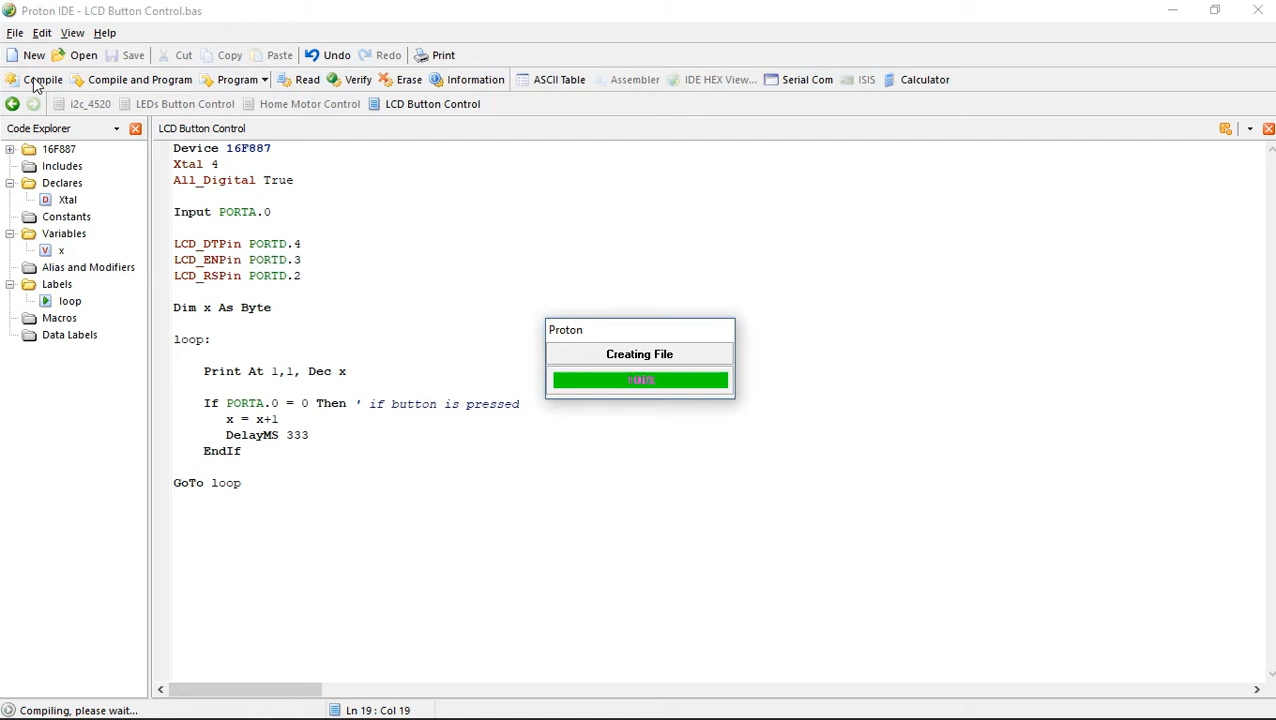 Proton IDE - LCD Button Control.bas
File Edit View Help
New Open Save Cut Copy Paste Undo Redo Print
Compile Compile and Program Program Read Verify Erase Information ASCII Table Assembler IDE HEX View... Serial Com ISIS Calculator
i2c_4520 LEDs Button Control Home Motor Control LCD Button Control
Code Explorer
16F887
Includes
Declares
D Xtal
Constants
Variables
V x
Alias and Modifiers
Labels
loop
Macros
Data Labels
LCD Button Control
Device 16F887
Xtal 4
All_Digital True
Input PORTA.0
LCD_DTPin PORTD.4
LCD_ENPin PORTD.3
LCD_RSPin PORTD.2
Dim x As Byte
loop:
Print At 1,1, Dec x
If PORTA.0 = 0 Then ' if button is pressed
x = x+1
DelayMS 333
EndIf
GoTo loop
Proton
Creating File
Compiling, please wait...
Ln 19 : Col 19